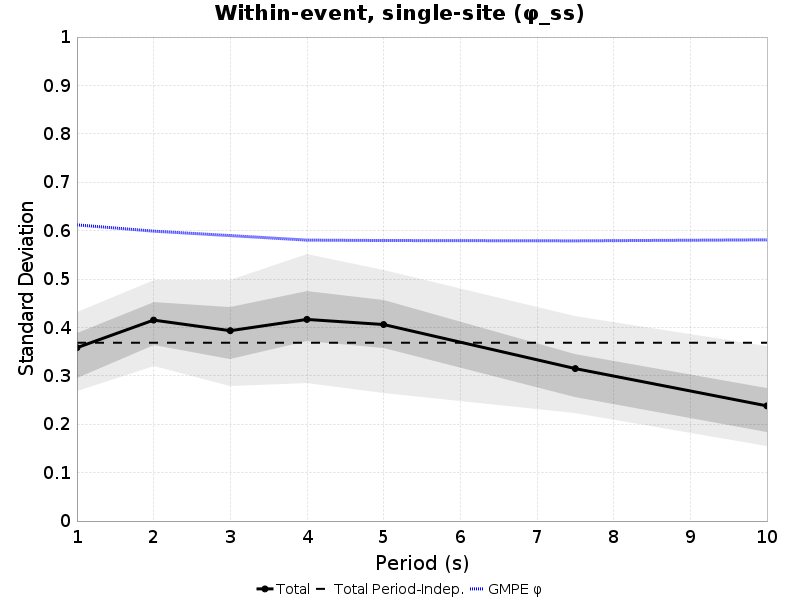 Within-event, single-site (φ_ss)
1
0.9
0.8
0.7
0.6
0.5
0.4
0.3
0.2
0.1
0
Standard Deviation
1 2 3 4 5 6 7 8 9 10
Period (s)
Total Total Period-Indep. GMPE φ